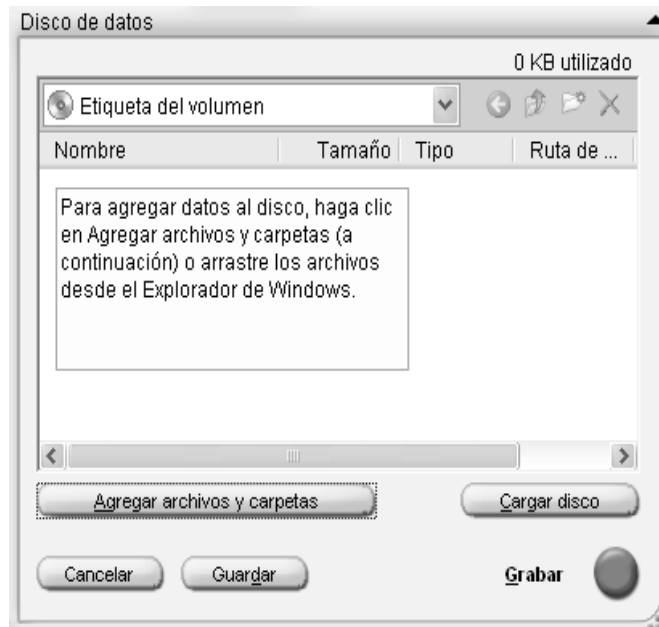 Disco de datos
0 KB utilizado
Etiqueta del volumen
Nombre Tamaño Tipo Ruta de ...
Para agregar datos al disco, haga clic
en Agregar archivos y carpetas (a
continuación) o arrastre los archivos
desde el Explorador de Windows.
Agregar archivos y carpetas Cargar disco
Cancelar Guardar Grabar